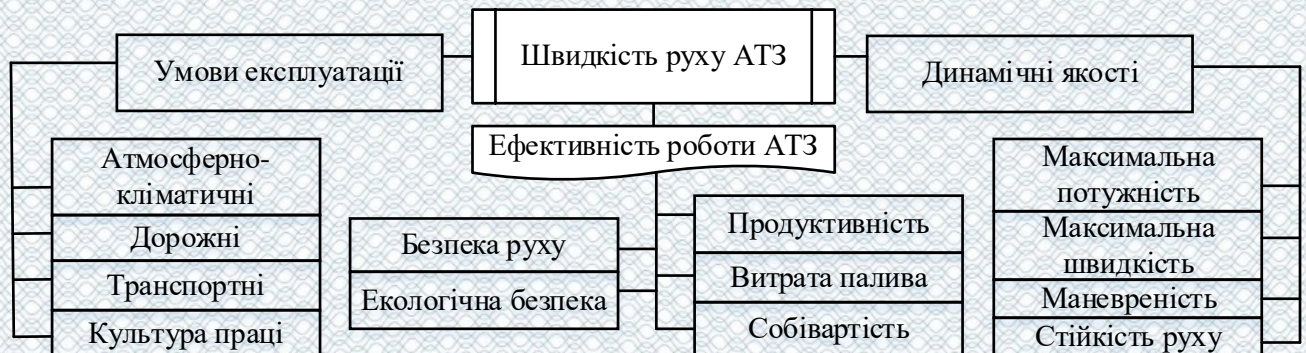 Швидкість руху АТЗ
Умови експлуатації
Динамічні якості
Ефективність роботи АТЗ
Атмосферно-
кліматичні
Дорожні
Транспортні
Культура праці
Безпека руху
Екологічна безпека
Продуктивність
Витрата палива
Собівартість
Максимальна
потужність
Максимальна
швидкість
Маневреність
Стійкість руху